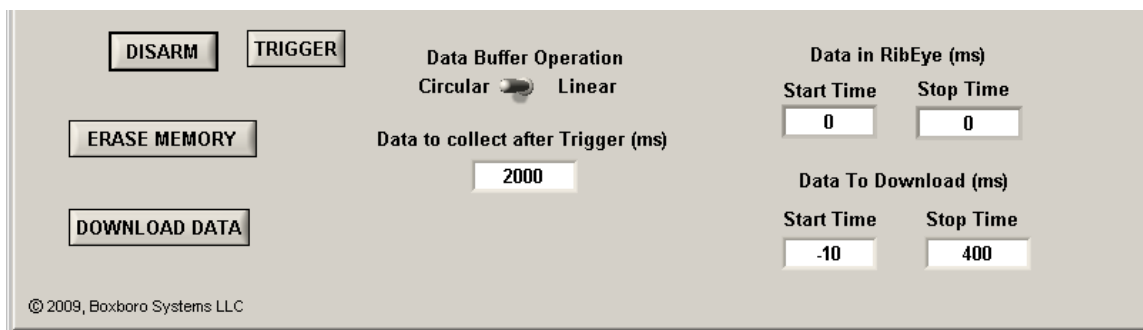 DISARM
TRIGGER
ERASE MEMORY
DOWNLOAD DATA
Data Buffer Operation
Circular Linear
Data to collect after Trigger (ms)
2000
Data in RibEye (ms)
Start Time Stop Time
0 0
Data To Download (ms)
Start Time Stop Time
-10 400
© 2009, Boxboro Systems LLC